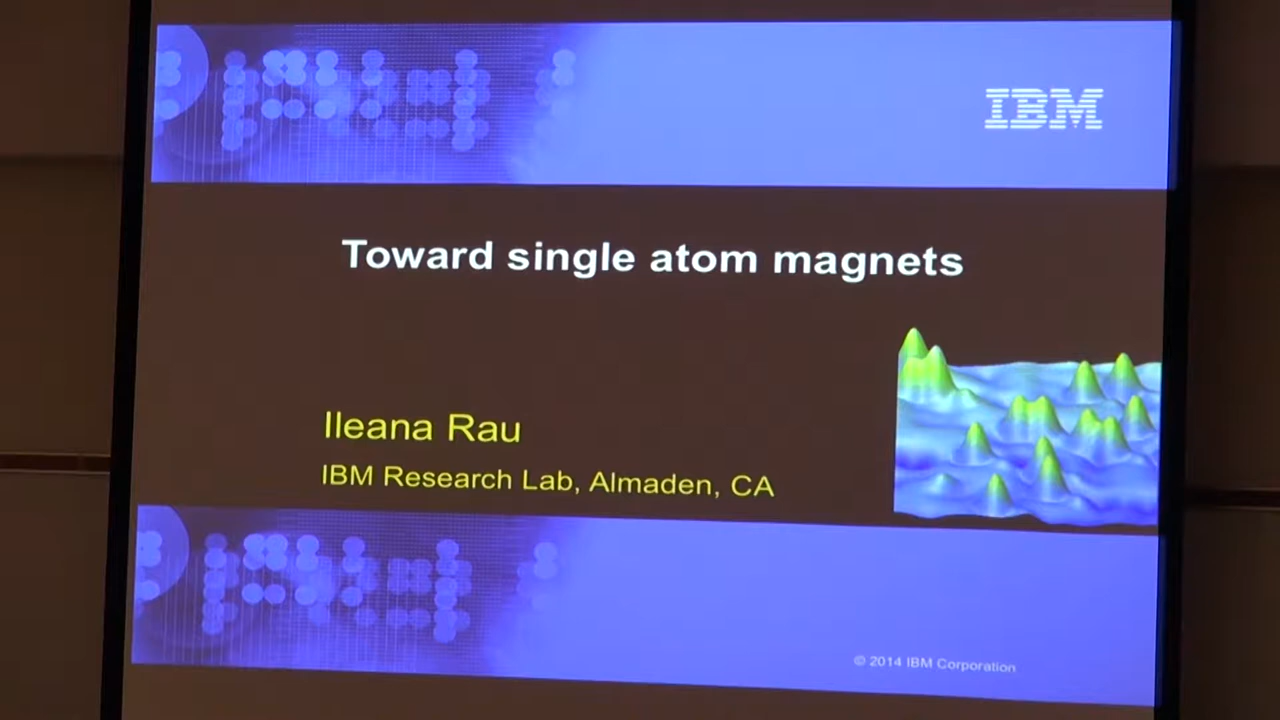 IBM
Toward single atom magnets
Ileana Rau
IBM Research Lab, Almaden, CA
© 2014 IBM Corporation